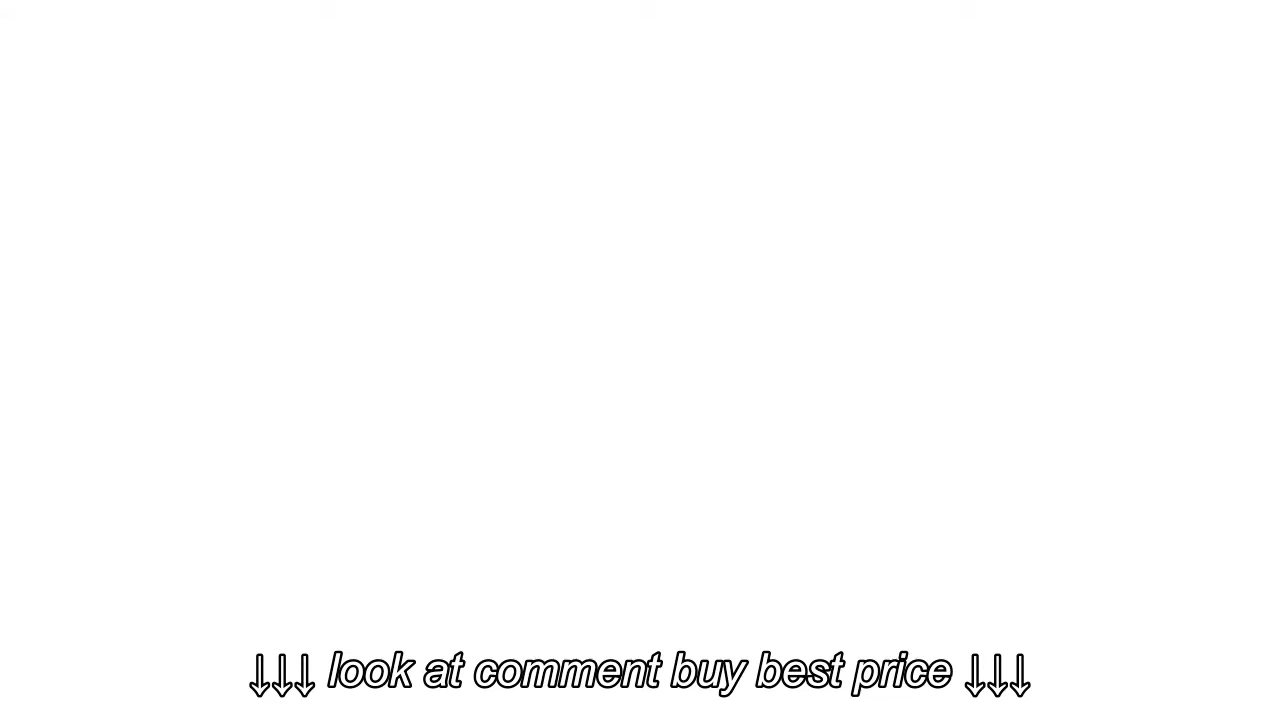 ↓↓↓ look at comment buy best price ↓↓↓